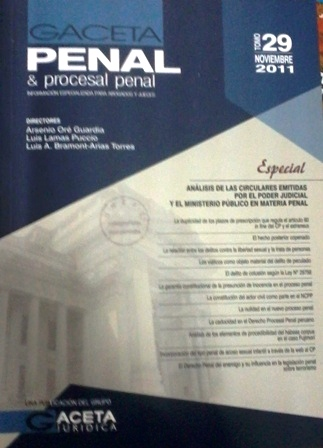 GACETA
PENAL
& procesal penal
INFORMACIÓN ESPECIALIZADA PARA ABOGADOS Y JUECES
TOMO 29
NOVIEMBRE
2011
DIRECTORES
Arsenio Oré Guardia
Luis Lamas Puccio
Luis A. Bramont-Arias Torres
Especial
ANÁLISIS DE LAS CIRCULARES EMITIDAS
POR EL PODER JUDICIAL
Y EL MINISTERIO PÚBLICO EN MATERIA PENAL
La ilegitimidad de los plazos de prescripción que regula el artículo 80
in fine del CP y el extraneus
El hecho posterior copenado
La relación entre los delitos contra la libertad sexual y la trata de personas
Los viáticos como objeto material del delito de peculado
El delito de colusión según la Ley Nº 29758
La garantía constitucional de la presunción de inocencia en el proceso penal
La constitución del actor civil como parte en el NCPP
La nulidad en el nuevo proceso penal
La caducidad en el Derecho Procesal Penal peruano
Análisis de los elementos de procedibilidad del hábeas corpus
en el caso Fujimori
Incorporación del tipo penal de acoso sexual infantil a través de la web al CP
El Derecho Penal del enemigo y su influencia en la legislación penal
sobre terrorismo
UNA PUBLICACIÓN DEL GRUPO
GACETA
JURIDICA